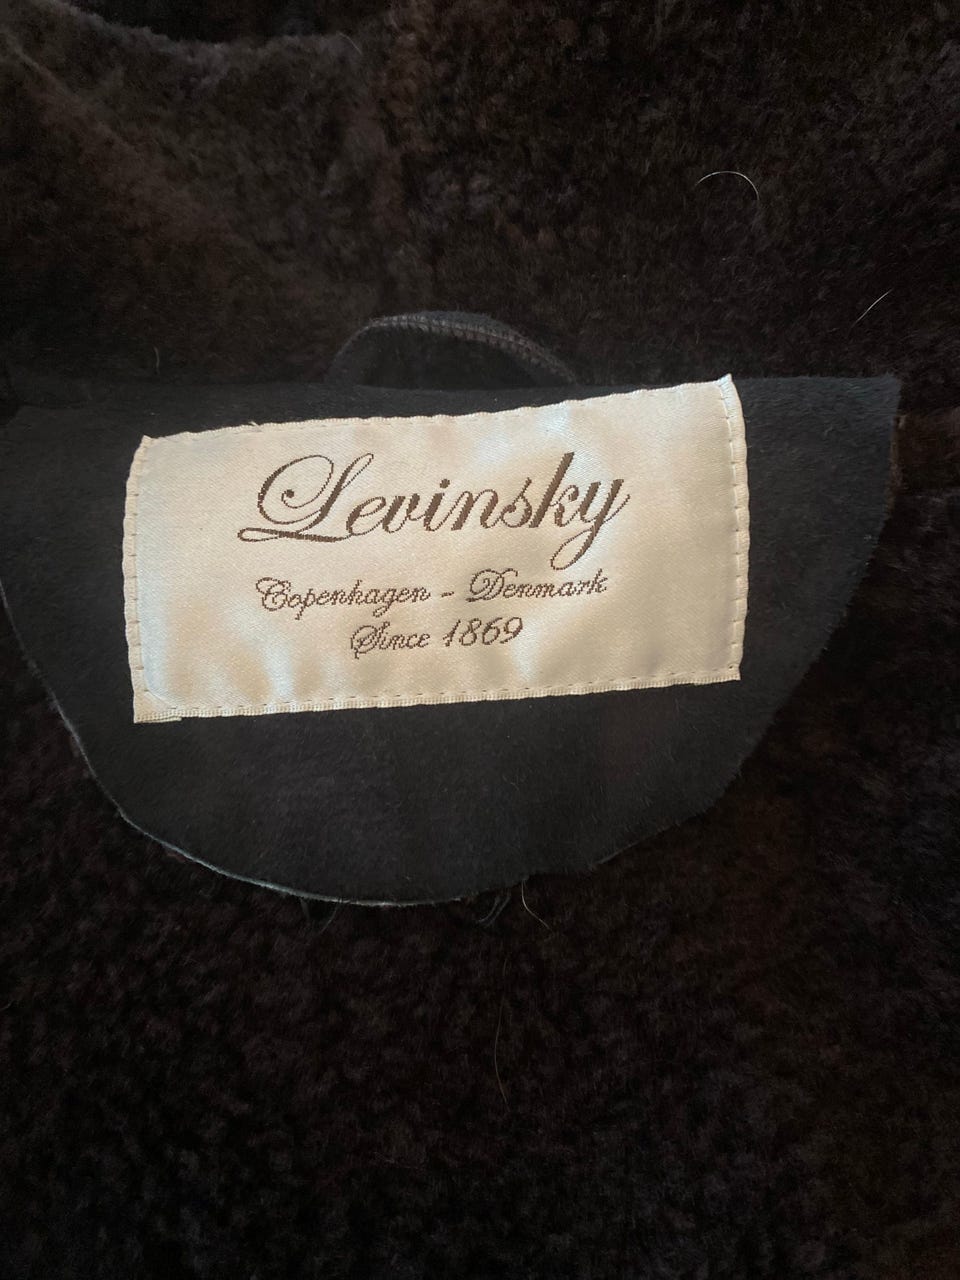 Levinsky
Copenhagen - Denmark
Since 1869